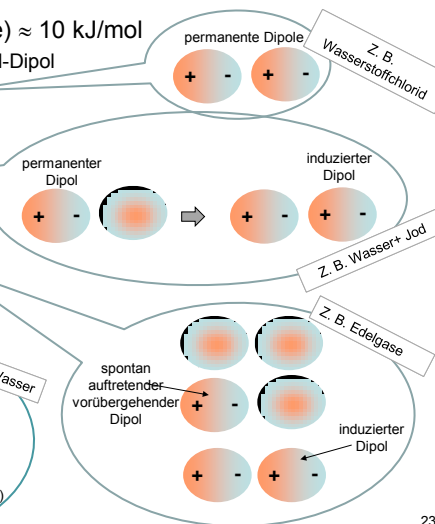 e) ≈ 10 kJ/mol
l-Dipol
permanente Dipole
Z. B.
Wasserstoffchlorid
+ - + -
permanenter
Dipol
induzierter
Dipol
+ - + - + -
Z. B. Wasser+ Jod
Z. B. Edelgase
spontan
auftretender
vorübergehender
Dipol
+ -
Wasser
induzierter
Dipol
+ - + -
)
23